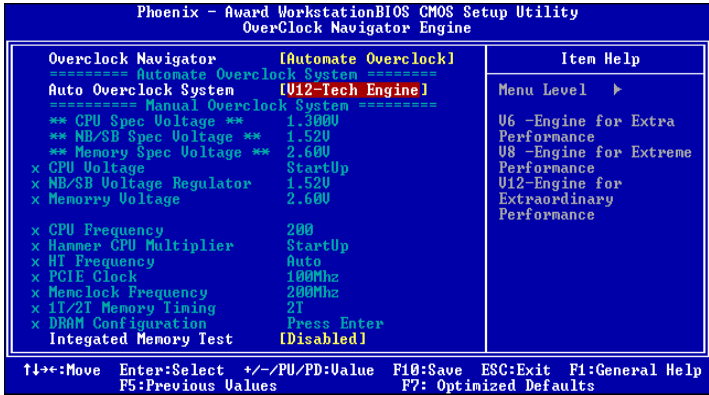 Phoenix - Award WorkstationBIOS CMOS Setup Utility
OverClock Navigator Engine
Overclock Navigator [Automate Overclock]
========= Automate Overclock System ========
Auto Overclock System [V12-Tech Engine]
========== Manual Overclock System =========
** CPU Spec Voltage ** 1.300V
** NB/SB Spec Voltage ** 1.52V
** Memory Spec Voltage ** 2.60V
x CPU Voltage StartUp
x NB/SB Voltage Regulator 1.52V
x Memorry Voltage 2.60V
x CPU Frequency 200
x Hammer CPU Multiplier StartUp
x HT Frequency Auto
x PCIE Clock 100Mhz
x Memclock Frequency 200Mhz
x 1T/2T Memory Timing 2T
x DRAM Configuration Press Enter
Integated Memory Test [Disabled]
Item Help
Menu Level ▶
V6 -Engine for Extra
Performance
V8 -Engine for Extreme
Performance
V12-Engine for
Extraordinary
Performance
↑↓→←:Move Enter:Select +/-/PU/PD:Value F10:Save ESC:Exit F1:General Help
F5:Previous Values F7: Optimized Defaults